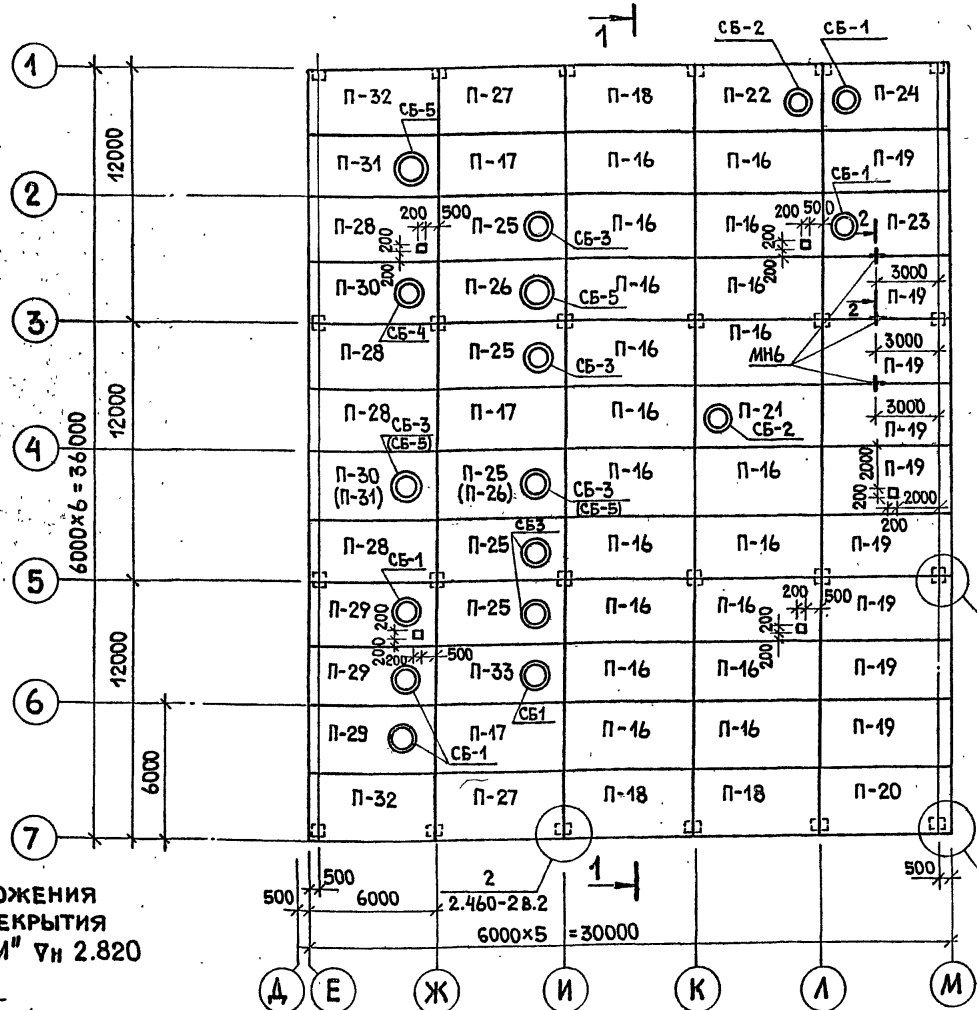 1
СБ-2
СБ-1
1
П-32
П-27
П-18
П-22
П-24
СБ-5
12000
П-31
П-17
П-16
П-16
П-19
СБ-1
2
П-28
200
500
П-25
П-16
П-16
200
500
2
П-23
200
200
СБ-3
200
200
3000
П-30
П-26
П-16
П-16
П-19
СБ-5
2
3
СБ-4
П-16
3000
П-28
П-25
П-16
МН6
П-19
СБ-3
12000
6000×6=36000
3000
П-28
СБ-3
(СБ-5)
П-17
П-16
П-21
СБ-2
П-19
4
П-30
(П-31)
П-25
(П-26)
СБ-3
(СБ-5)
П-16
П-16
П-19
2000
200
2000
200
СБ3
П-28
СБ-1
П-25
П-16
П-16
П-19
5
П-29
200
200
П-25
П-16
П-16
200
500
П-19
200
200
500
12000
П-29
П-33
П-16
П-16
П-19
СБ1
6
П-29
П-17
П-16
П-16
П-19
СБ-1
6000
П-32
П-27
П-18
П-18
П-20
7
500
500
6000
2
2.460-2 В.2
1
500
6000×5 =30000
ОЖЕНИЯ
ЕКРЫТИЯ
И" ∇н 2.820
Д
Е
Ж
И
К
Л
М